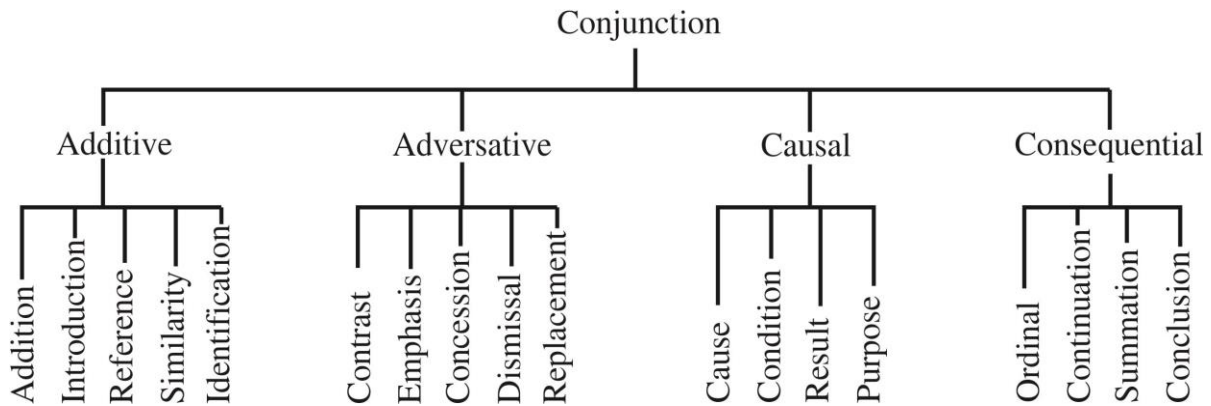 Conjunction
Additive Adversative Causal Consequential
Addition
Introduction
Reference
Similarity
Identification
Contrast
Emphasis
Concession
Dismissal
Replacement
Cause
Condition
Result
Purpose
Ordinal
Continuation
Summation
Conclusion